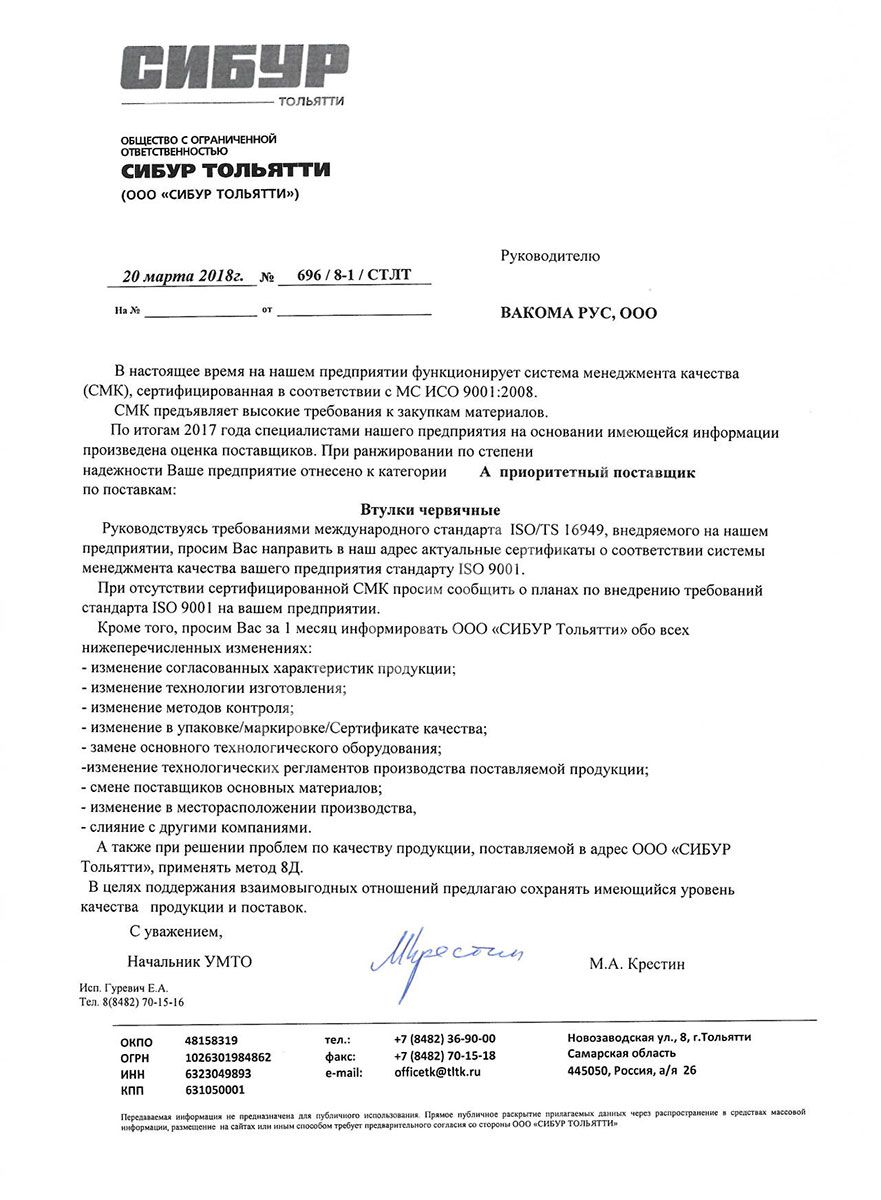 СИБУР
ТОЛЬЯТТИ
ОБЩЕСТВО С ОГРАНИЧЕННОЙ
ОТВЕТСТВЕННОСТЬЮ
СИБУР ТОЛЬЯТТИ
(ООО «СИБУР ТОЛЬЯТТИ»)
Руководителю
20 марта 2018г. № 696 / 8-1 / СТЛТ
На № от
ВАКОМА РУС, ООО
В настоящее время на нашем предприятии функционирует система менеджмента качества
(СМК), сертифицированная в соответствии с МС ИСО 9001:2008.
СМК предъявляет высокие требования к закупкам материалов.
По итогам 2017 года специалистами нашего предприятия на основании имеющейся информации
произведена оценка поставщиков. При ранжировании по степени
надежности Ваше предприятие отнесено к категории А приоритетный поставщик
по поставкам:
Втулки червячные
Руководствуясь требованиями международного стандарта ISO/TS 16949, внедряемого на нашем
предприятии, просим Вас направить в наш адрес актуальные сертификаты о соответствии системы
менеджмента качества вашего предприятия стандарту ISO 9001.
При отсутствии сертифицированной СМК просим сообщить о планах по внедрению требований
стандарта ISO 9001 на вашем предприятии.
Кроме того, просим Вас за 1 месяц информировать ООО «СИБУР Тольятти» обо всех
нижеперечисленных изменениях:
- изменение согласованных характеристик продукции;
- изменение технологии изготовления;
- изменение методов контроля;
- изменение в упаковке/маркировке/Сертификате качества;
- замене основного технологического оборудования;
-изменение технологических регламентов производства поставляемой продукции;
- смене поставщиков основных материалов;
- изменение в месторасположении производства,
- слияние с другими компаниями.
А также при решении проблем по качеству продукции, поставляемой в адрес ООО «СИБУР
Тольятти», применять метод 8Д.
В целях поддержания взаимовыгодных отношений предлагаю сохранять имеющийся уровень
качества продукции и поставок.
С уважением,
Начальник УМТО М.А. Крестин
Исп. Гуревич Е.А.
Тел. 8(8482) 70-15-16
ОКПО 48158319 тел.: +7 (8482) 36-90-00 Новозаводская ул., 8, г.Тольятти
ОГРН 1026301984862 факс: +7 (8482) 70-15-18 Самарская область
ИНН 6323049893 e-mail: officetk@tltk.ru 445050, Россия, а/я 26
КПП 631050001
Передаваемая информация не предназначена для публичного использования. Прямое публичное раскрытие прилагаемых данных через распространение в средствах массовой
информации, размещение на сайтах или иным способом требует предварительного согласия со стороны ООО «СИБУР ТОЛЬЯТТИ»